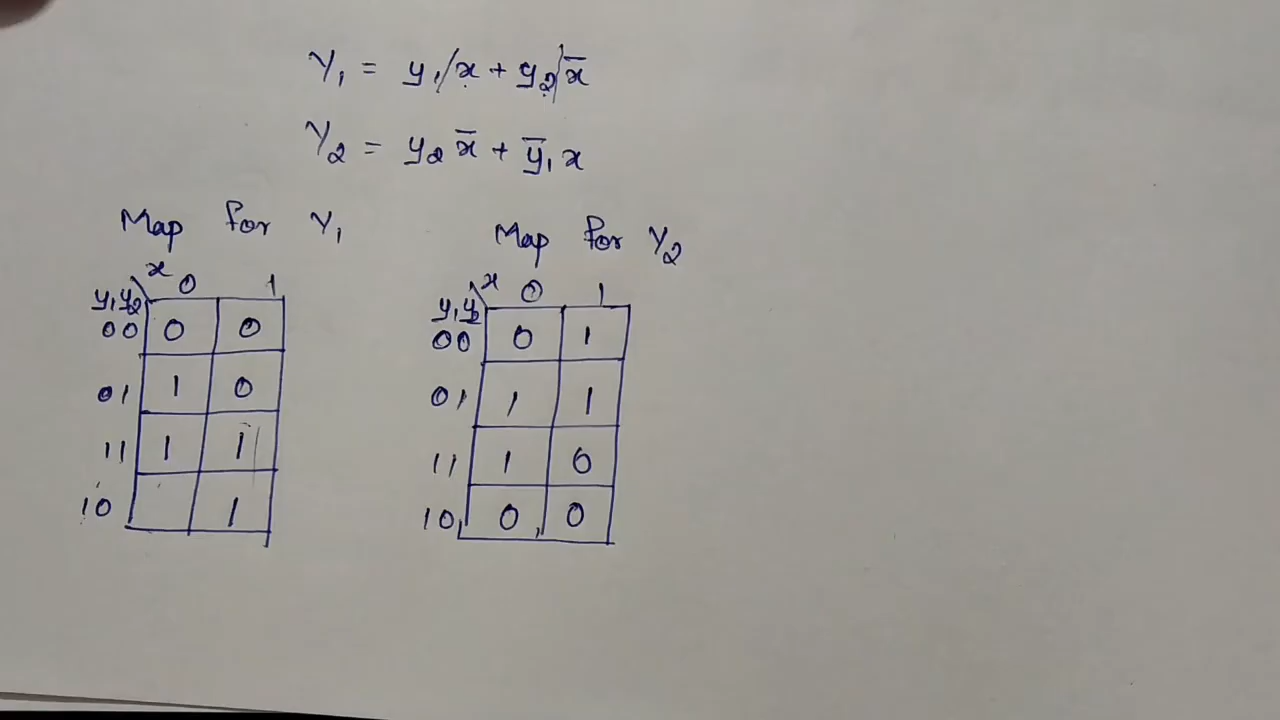 Y₁ = y₁x + y₂x̅
Y₂ = y₂x̅ + y̅₁x
Map for Y₁
x 0 1
y₁y₂
00 0 0
01 1 0
11 1 1
10 1
Map for Y₂
x 0 1
y₁y₂
00 0 1
01 1 1
11 1 0
10 0 0